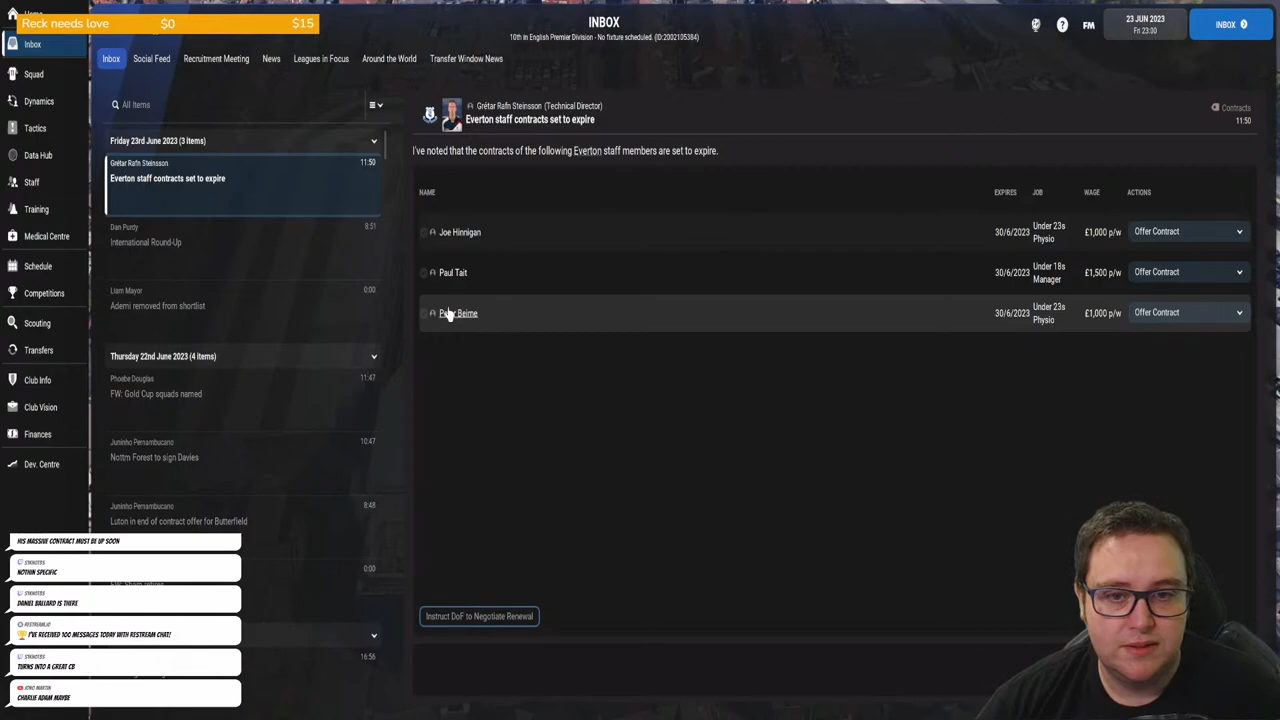 Reck needs love $0 $15
Inbox
Squad
Dynamics
Tactics
Data Hub
Staff
Training
Medical Centre
Schedule
Competitions
Scouting
Transfers
Club Info
Club Vision
Finances
Dev. Centre
INBOX
10th in English Premier Division - No fixture scheduled. (ID:2002105384)
FM
23 JUN 2023
Fri 23:00
INBOX
Inbox Social Feed Recruitment Meeting News Leagues in Focus Around the World Transfer Window News
All Items
Friday 23rd June 2023 (3 items)
Grétar Rafn Steinsson 11:50
Everton staff contracts set to expire
Dan Purdy 8:51
International Round-Up
Liam Mayor 0:00
Ademi removed from shortlist
Thursday 22nd June 2023 (4 items)
Phoebe Douglas 11:47
FW: Gold Cup squads named
Juninho Pernambucano 10:47
Nottm Forest to sign Davies
Juninho Pernambucano 8:48
Luton in end of contract offer for Butterfield
0:00
16:56
Grétar Rafn Steinsson (Technical Director)
Everton staff contracts set to expire
Contracts
11:50
I've noted that the contracts of the following Everton staff members are set to expire.
NAME EXPIRES JOB WAGE ACTIONS
Joe Hinnigan 30/6/2023 Under 23s Physio £1,000 p/w Offer Contract
Paul Tait 30/6/2023 Under 18s Manager £1,500 p/w Offer Contract
Beirne 30/6/2023 Under 23s Physio £1,000 p/w Offer Contract
Instruct DoF to Negotiate Renewal
HIS MASSIVE CONTRACT MUST BE UP SOON
NOTHIN SPECIFIC
DANIEL BALLARD IS THERE
RESTREAM.IO
🏆 I'VE RECEIVED 100 MESSAGES TODAY WITH RESTREAM CHAT!
TURNS INTO A GREAT CB
CHARLIE ADAM MAYBE